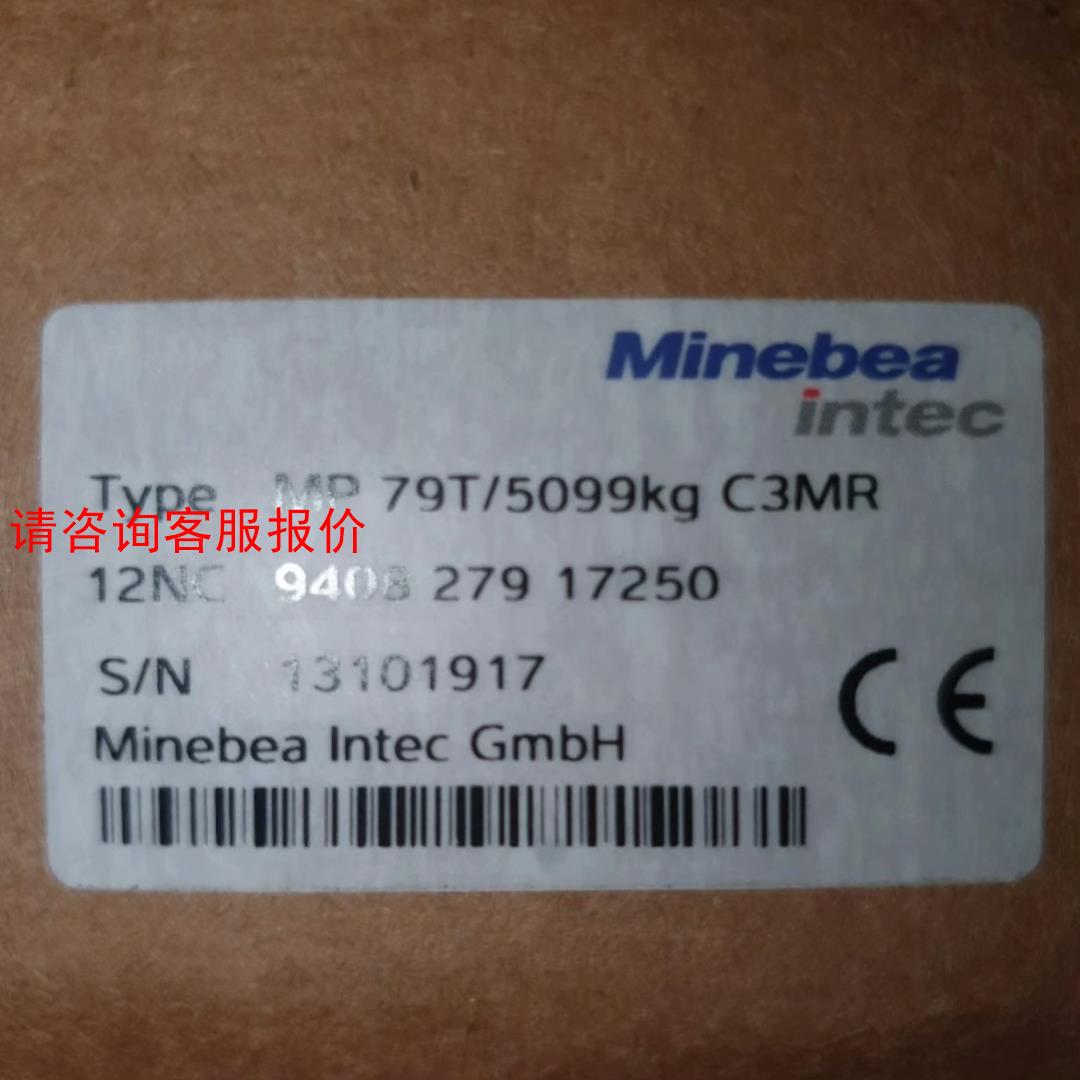 Minebea
intec
Type MP 79T/5099kg C3MR
请咨询客服报价
12NC 9408 279 17250
S/N 13101917
Minebea Intec GmbH
CE